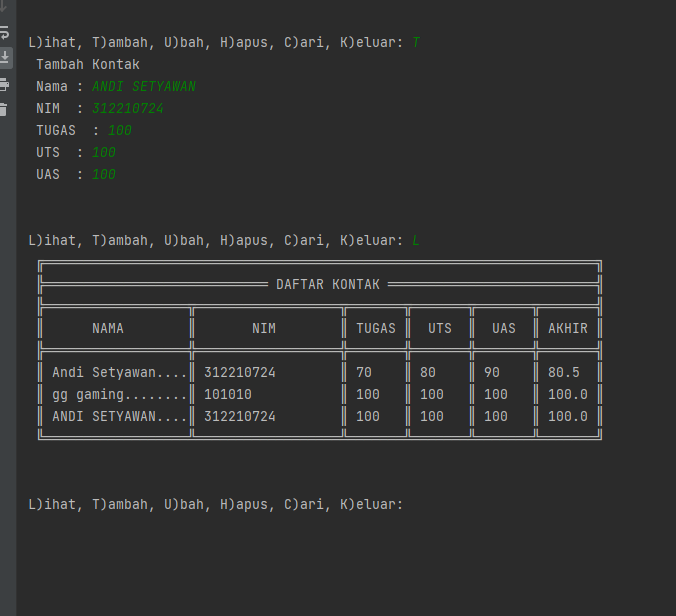 L)ihat, T)ambah, U)bah, H)apus, C)ari, K)eluar: T
Tambah Kontak
Nama : ANDI SETYAWAN
NIM  : 312210724
TUGAS  : 100
UTS  : 100
UAS  : 100
L)ihat, T)ambah, U)bah, H)apus, C)ari, K)eluar: L
DAFTAR KONTAK
NAMA NIM TUGAS UTS UAS AKHIR
Andi Setyawan.... 312210724 70 80 90 80.5
gg gaming........ 101010 100 100 100 100.0
ANDI SETYAWAN.... 312210724 100 100 100 100.0
L)ihat, T)ambah, U)bah, H)apus, C)ari, K)eluar: